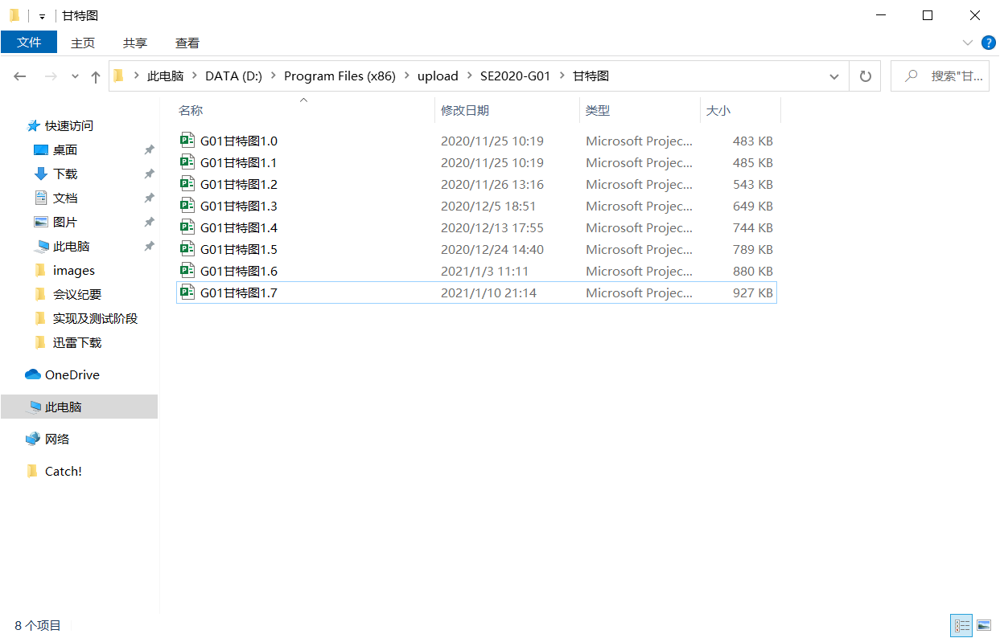 甘特图
文件 主页 共享 查看
此电脑 DATA (D:) Program Files (x86) upload SE2020-G01 甘特图 搜索"甘...
名称 修改日期 类型 大小
快速访问
桌面
下载
文档
图片
此电脑
images
会议纪要
实现及测试阶段
迅雷下载
OneDrive
此电脑
网络
Catch!
G01甘特图1.0 2020/11/25 10:19 Microsoft Projec... 483 KB
G01甘特图1.1 2020/11/25 10:19 Microsoft Projec... 485 KB
G01甘特图1.2 2020/11/26 13:16 Microsoft Projec... 543 KB
G01甘特图1.3 2020/12/5 18:51 Microsoft Projec... 649 KB
G01甘特图1.4 2020/12/13 17:55 Microsoft Projec... 744 KB
G01甘特图1.5 2020/12/24 14:40 Microsoft Projec... 789 KB
G01甘特图1.6 2021/1/3 11:11 Microsoft Projec... 880 KB
G01甘特图1.7 2021/1/10 21:14 Microsoft Projec... 927 KB
8 个项目